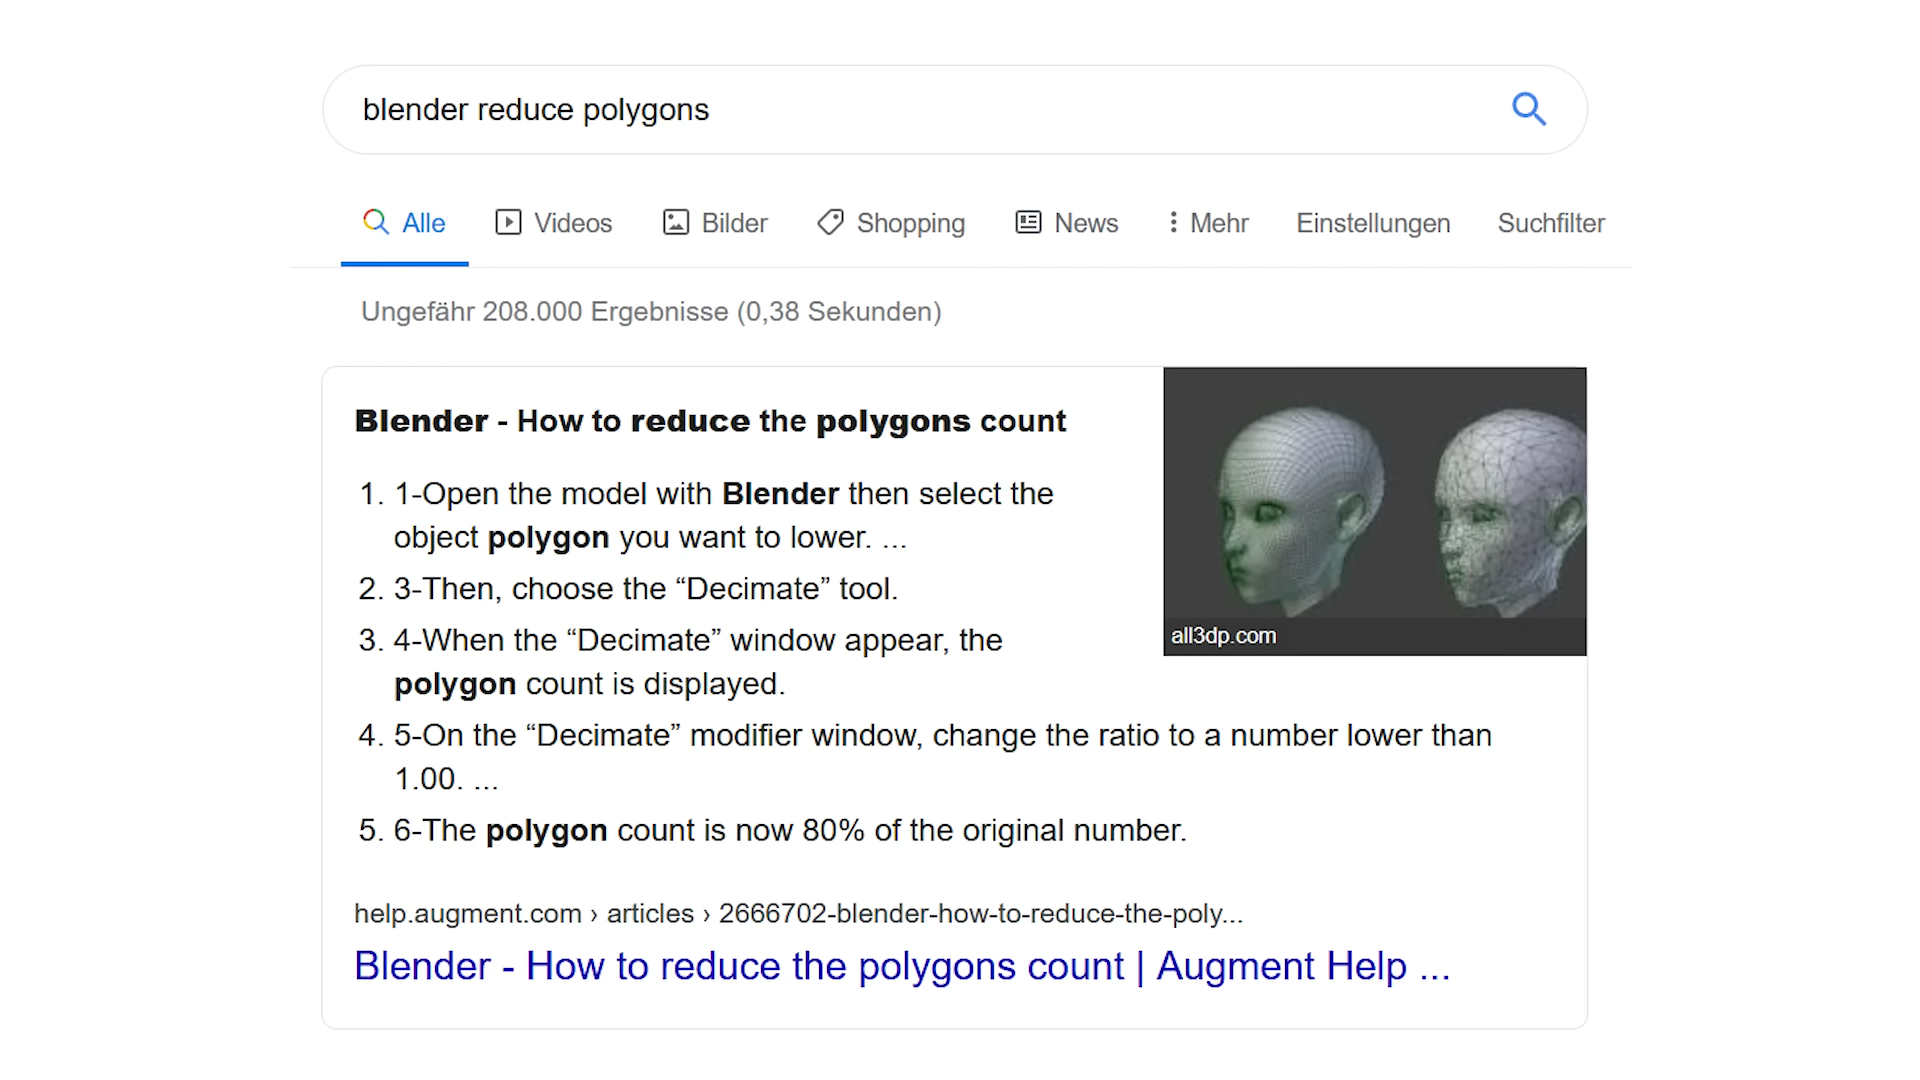 blender reduce polygons
Alle Videos Bilder Shopping News Mehr Einstellungen Suchfilter
Ungefähr 208.000 Ergebnisse (0,38 Sekunden)
Blender - How to reduce the polygons count
1. 1-Open the model with Blender then select the
object polygon you want to lower. ...
2. 3-Then, choose the “Decimate” tool.
3. 4-When the “Decimate” window appear, the
polygon count is displayed.
all3dp.com
4. 5-On the “Decimate” modifier window, change the ratio to a number lower than
1.00. ...
5. 6-The polygon count is now 80% of the original number.
help.augment.com › articles › 2666702-blender-how-to-reduce-the-poly...
Blender - How to reduce the polygons count | Augment Help ...